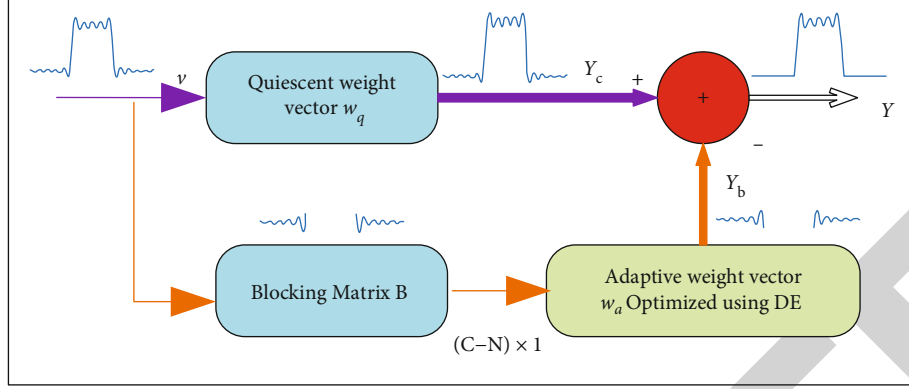 v
Quiescent weight
vector w_q
Y_c
+
+
−
Y
Y_b
Blocking Matrix B
(C–N) × 1
Adaptive weight vector
w_a Optimized using DE